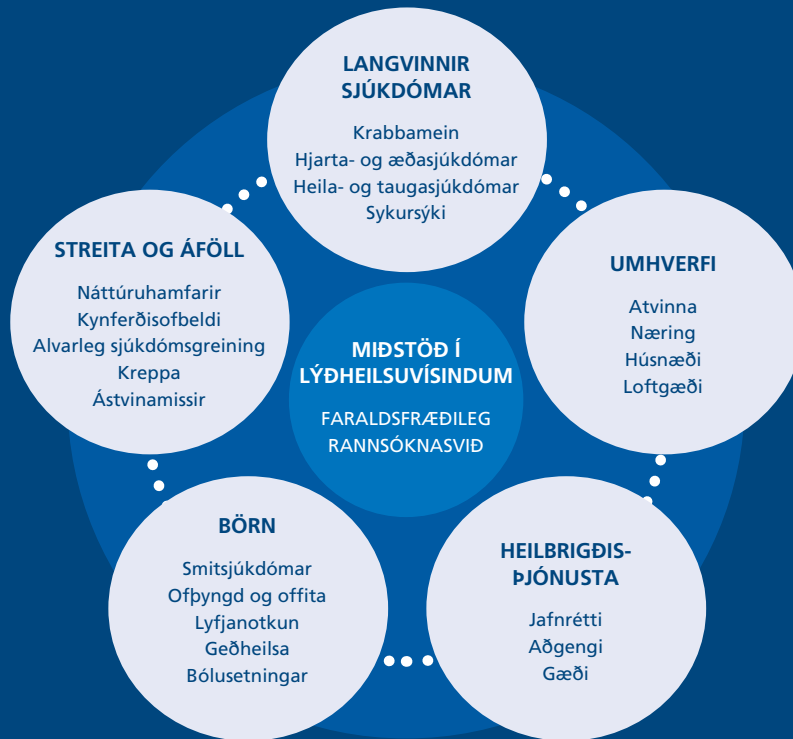 LANGVINNIR
SJÚKDÓMAR
Krabbamein
Hjarta- og æðasjúkdómar
Heila- og taugasjúkdómar
Sykursýki
STREITA OG ÁFÖLL
Náttúruhamfarir
Kynferðisofbeldi
Alvarleg sjúkdómsgreining
Kreppa
Ástvinamissir
UMHVERFI
Atvinna
Næring
Húsnæði
Loftgæði
MIÐSTÖÐ Í
LÝÐHEILSUVÍSINDUM
FARALDSFRÆÐILEG
RANNSÓKNASVIÐ
BÖRN
Smitsjúkdómar
Ofþyngd og offita
Lyfjanotkun
Geðheilsa
Bólusetningar
HEILBRIGÐIS-
ÞJÓNUSTA
Jafnrétti
Aðgengi
Gæði